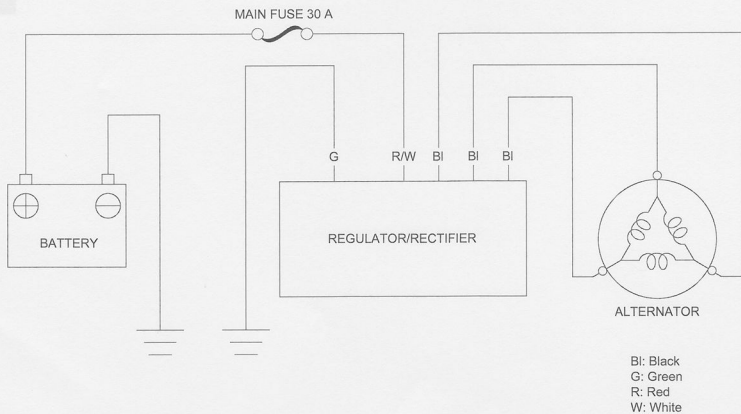 MAIN FUSE 30 A
G R/W Bl Bl Bl
BATTERY
REGULATOR/RECTIFIER
ALTERNATOR
Bl: Black
G: Green
R: Red
W: White